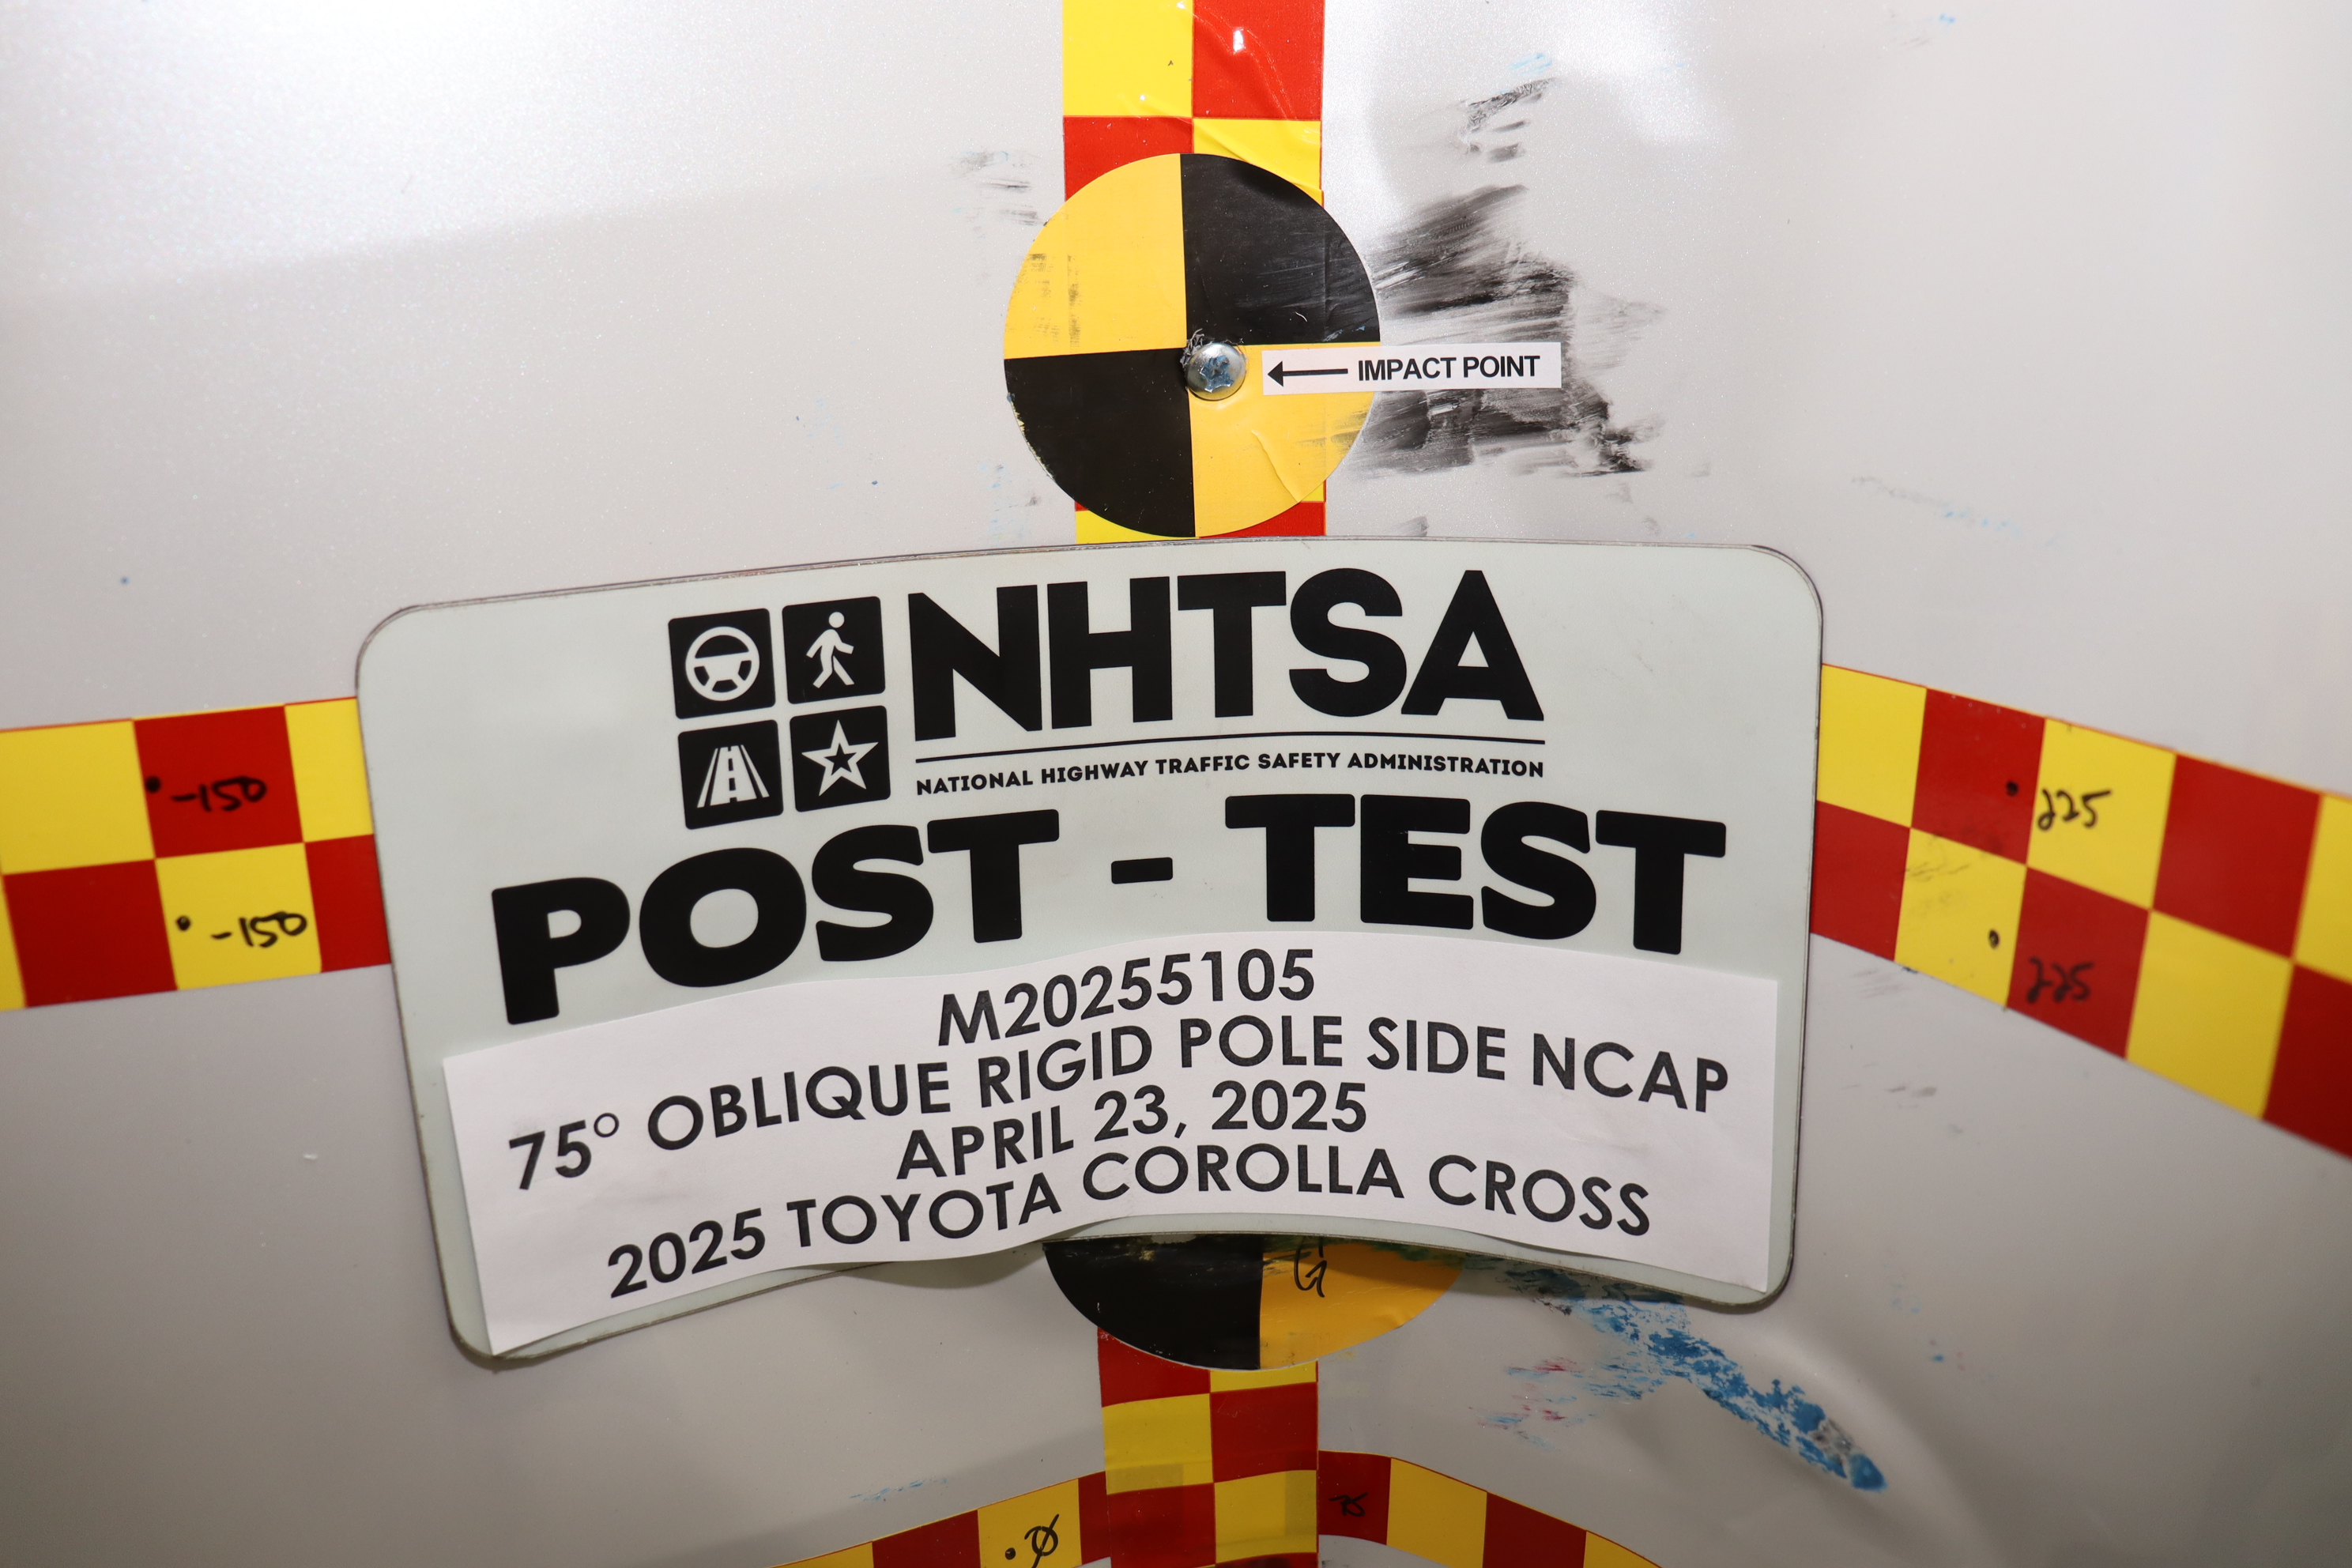 IMPACT POINT
NHTSA
NATIONAL HIGHWAY TRAFFIC SAFETY ADMINISTRATION
POST - TEST
-150
225
-150
225
M20255105
75° OBLIQUE RIGID POLE SIDE NCAP
APRIL 23, 2025
2025 TOYOTA COROLLA CROSS
75